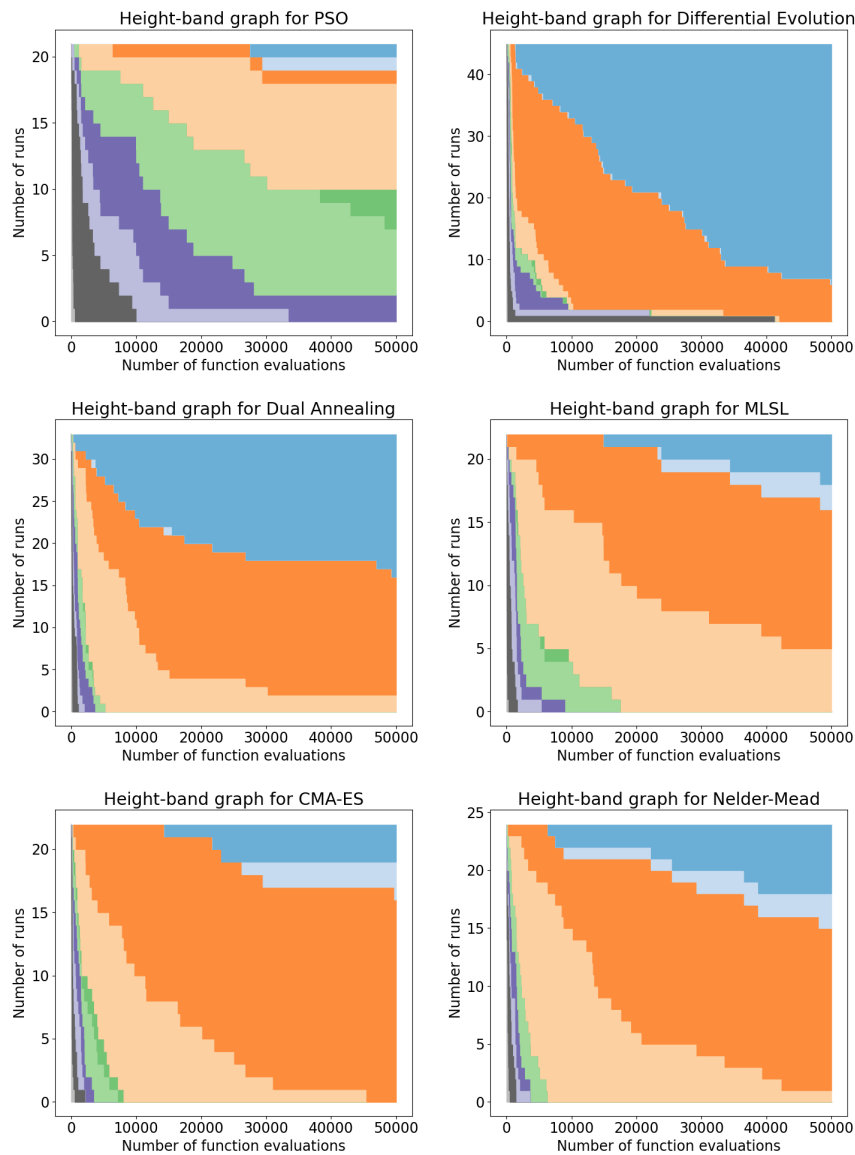 Height-band graph for PSO
20
15
10
5
0
Number of runs
0 10000 20000 30000 40000 50000
Number of function evaluations
Height-band graph for Differential Evolution
40
30
20
10
0
Number of runs
0 10000 20000 30000 40000 50000
Number of function evaluations
Height-band graph for Dual Annealing
30
25
20
15
10
5
0
Number of runs
0 10000 20000 30000 40000 50000
Number of function evaluations
Height-band graph for MLSL
20
15
10
5
0
Number of runs
0 10000 20000 30000 40000 50000
Number of function evaluations
Height-band graph for CMA-ES
20
15
10
5
0
Number of runs
0 10000 20000 30000 40000 50000
Number of function evaluations
Height-band graph for Nelder-Mead
25
20
15
10
5
0
Number of runs
0 10000 20000 30000 40000 50000
Number of function evaluations